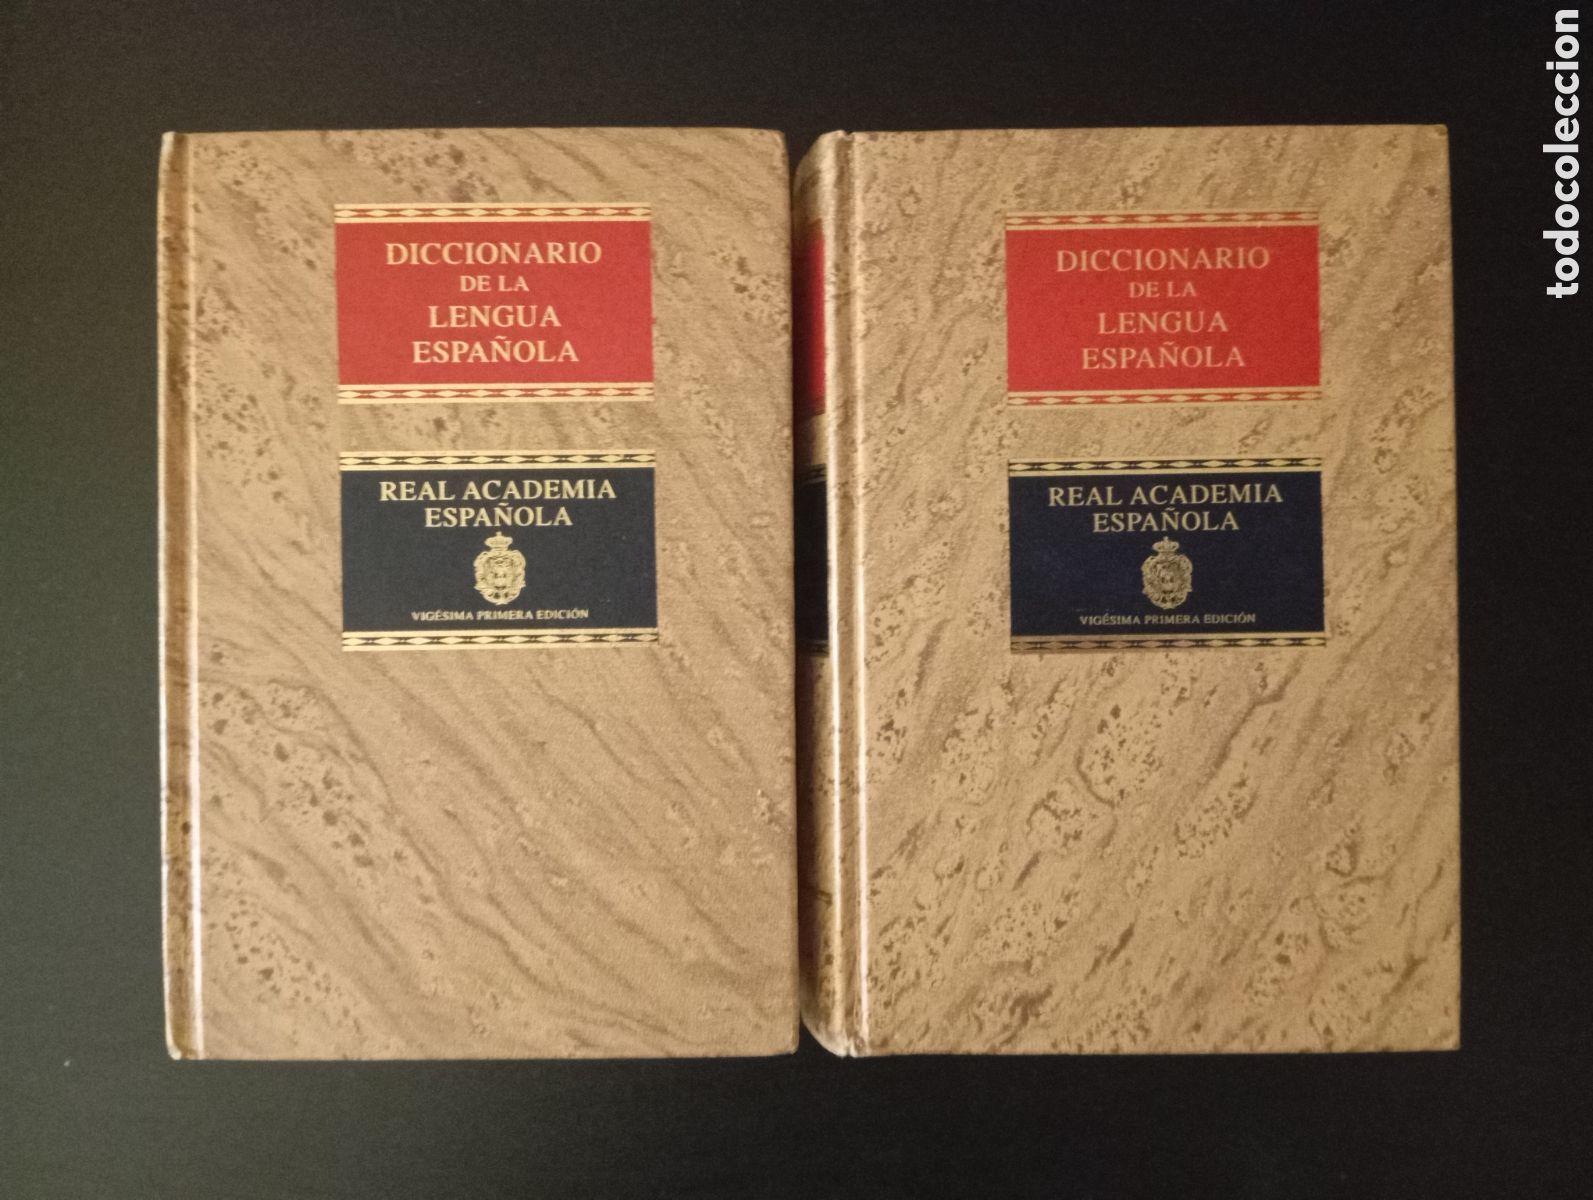 DICCIONARIO
DE LA
LENGUA
ESPAÑOLA
REAL ACADEMIA
ESPAÑOLA
VIGÉSIMA PRIMERA EDICIÓN
DICCIONARIO
DE LA
LENGUA
ESPAÑOLA
REAL ACADEMIA
ESPAÑOLA
VIGÉSIMA PRIMERA EDICIÓN
todocoleccion